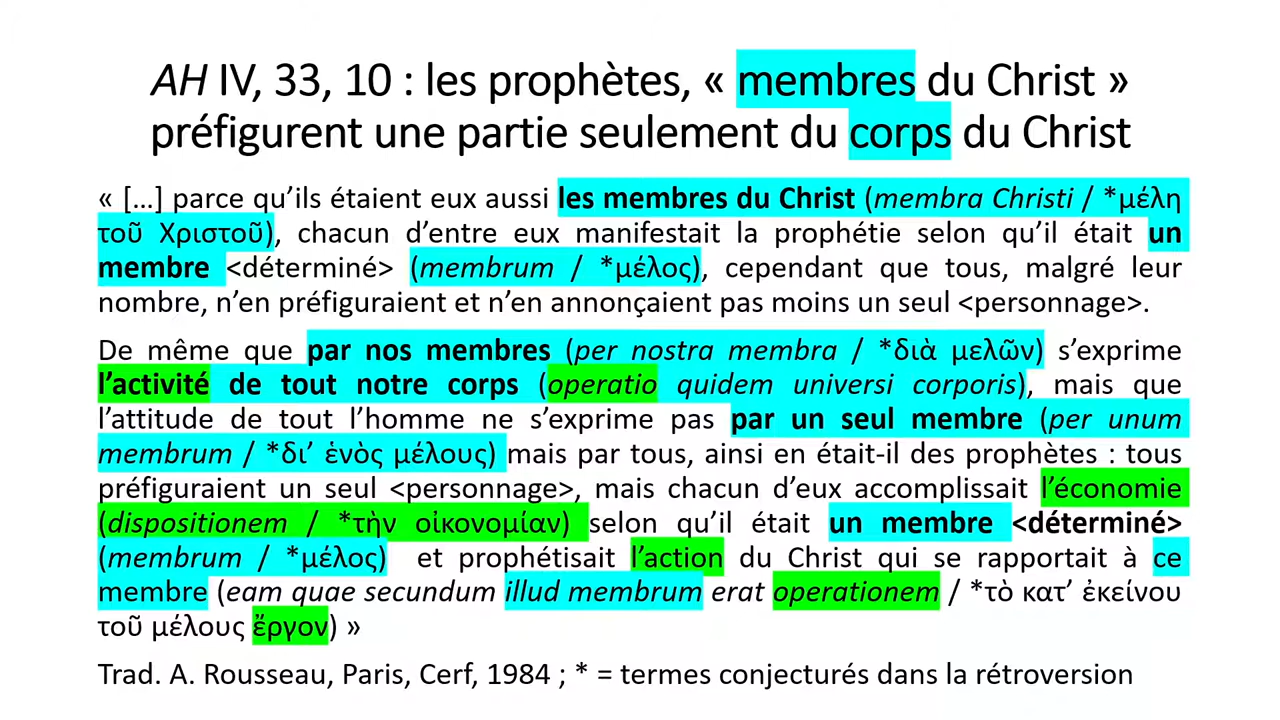 AH IV, 33, 10 : les prophètes, « membres du Christ »
préfigurent une partie seulement du corps du Christ
« […] parce qu’ils étaient eux aussi les membres du Christ (membra Christi / *μέλη
τοῦ Χριστοῦ), chacun d’entre eux manifestait la prophétie selon qu’il était un
membre <déterminé> (membrum / *μέλος), cependant que tous, malgré leur
nombre, n’en préfiguraient et n’en annonçaient pas moins un seul <personnage>.
De même que par nos membres (per nostra membra / *διὰ μελῶν) s’exprime
l’activité de tout notre corps (operatio quidem universi corporis), mais que
l’attitude de tout l’homme ne s’exprime pas par un seul membre (per unum
membrum / *δι’ ἑνὸς μέλους) mais par tous, ainsi en était-il des prophètes : tous
préfiguraient un seul <personnage>, mais chacun d’eux accomplissait l’économie
(dispositionem / *τὴν οἰκονομίαν) selon qu’il était un membre <déterminé>
(membrum / *μέλος) et prophétisait l’action du Christ qui se rapportait à ce
membre (eam quae secundum illud membrum erat operationem / *τὸ κατ’ ἐκείνου
τοῦ μέλους ἔργον) »
Trad. A. Rousseau, Paris, Cerf, 1984 ; * = termes conjecturés dans la rétroversion